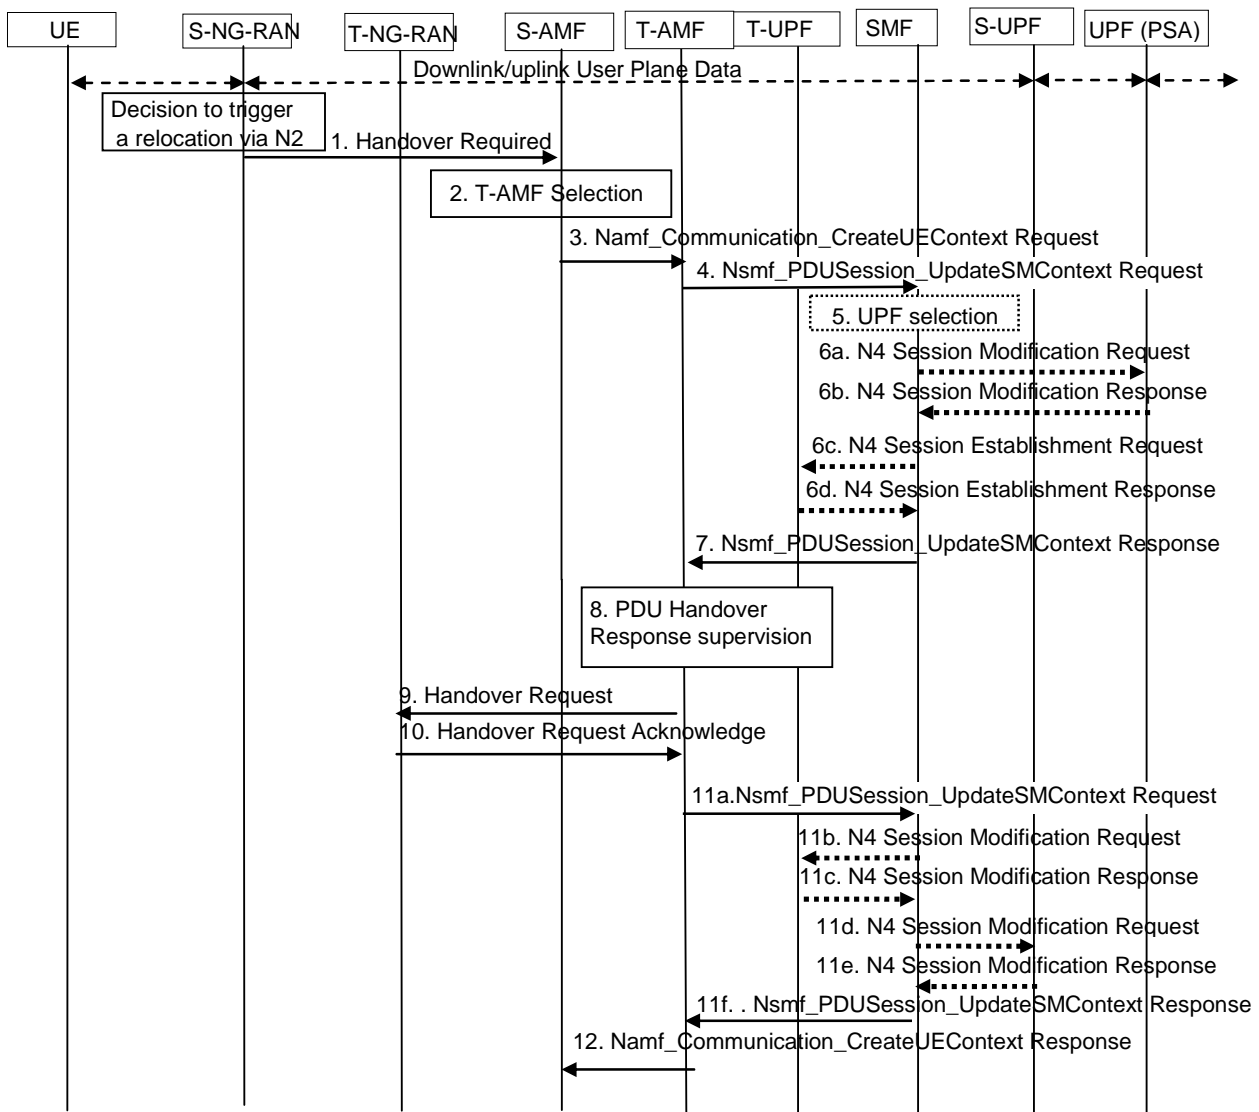 UE
S-NG-RAN
T-NG-RAN
S-AMF
T-AMF
T-UPF
SMF
S-UPF
UPF (PSA)
Downlink/uplink User Plane Data
Decision to trigger
a relocation via N2
1. Handover Required
2. T-AMF Selection
3. Namf_Communication_CreateUEContext Request
4. Nsmf_PDUSession_UpdateSMContext Request
5. UPF selection
6a. N4 Session Modification Request
6b. N4 Session Modification Response
6c. N4 Session Establishment Request
6d. N4 Session Establishment Response
7. Nsmf_PDUSession_UpdateSMContext Response
8. PDU Handover
Response supervision
9. Handover Request
10. Handover Request Acknowledge
11a.Nsmf_PDUSession_UpdateSMContext Request
11b. N4 Session Modification Request
11c. N4 Session Modification Response
11d. N4 Session Modification Request
11e. N4 Session Modification Response
11f. . Nsmf_PDUSession_UpdateSMContext Response
12. Namf_Communication_CreateUEContext Response